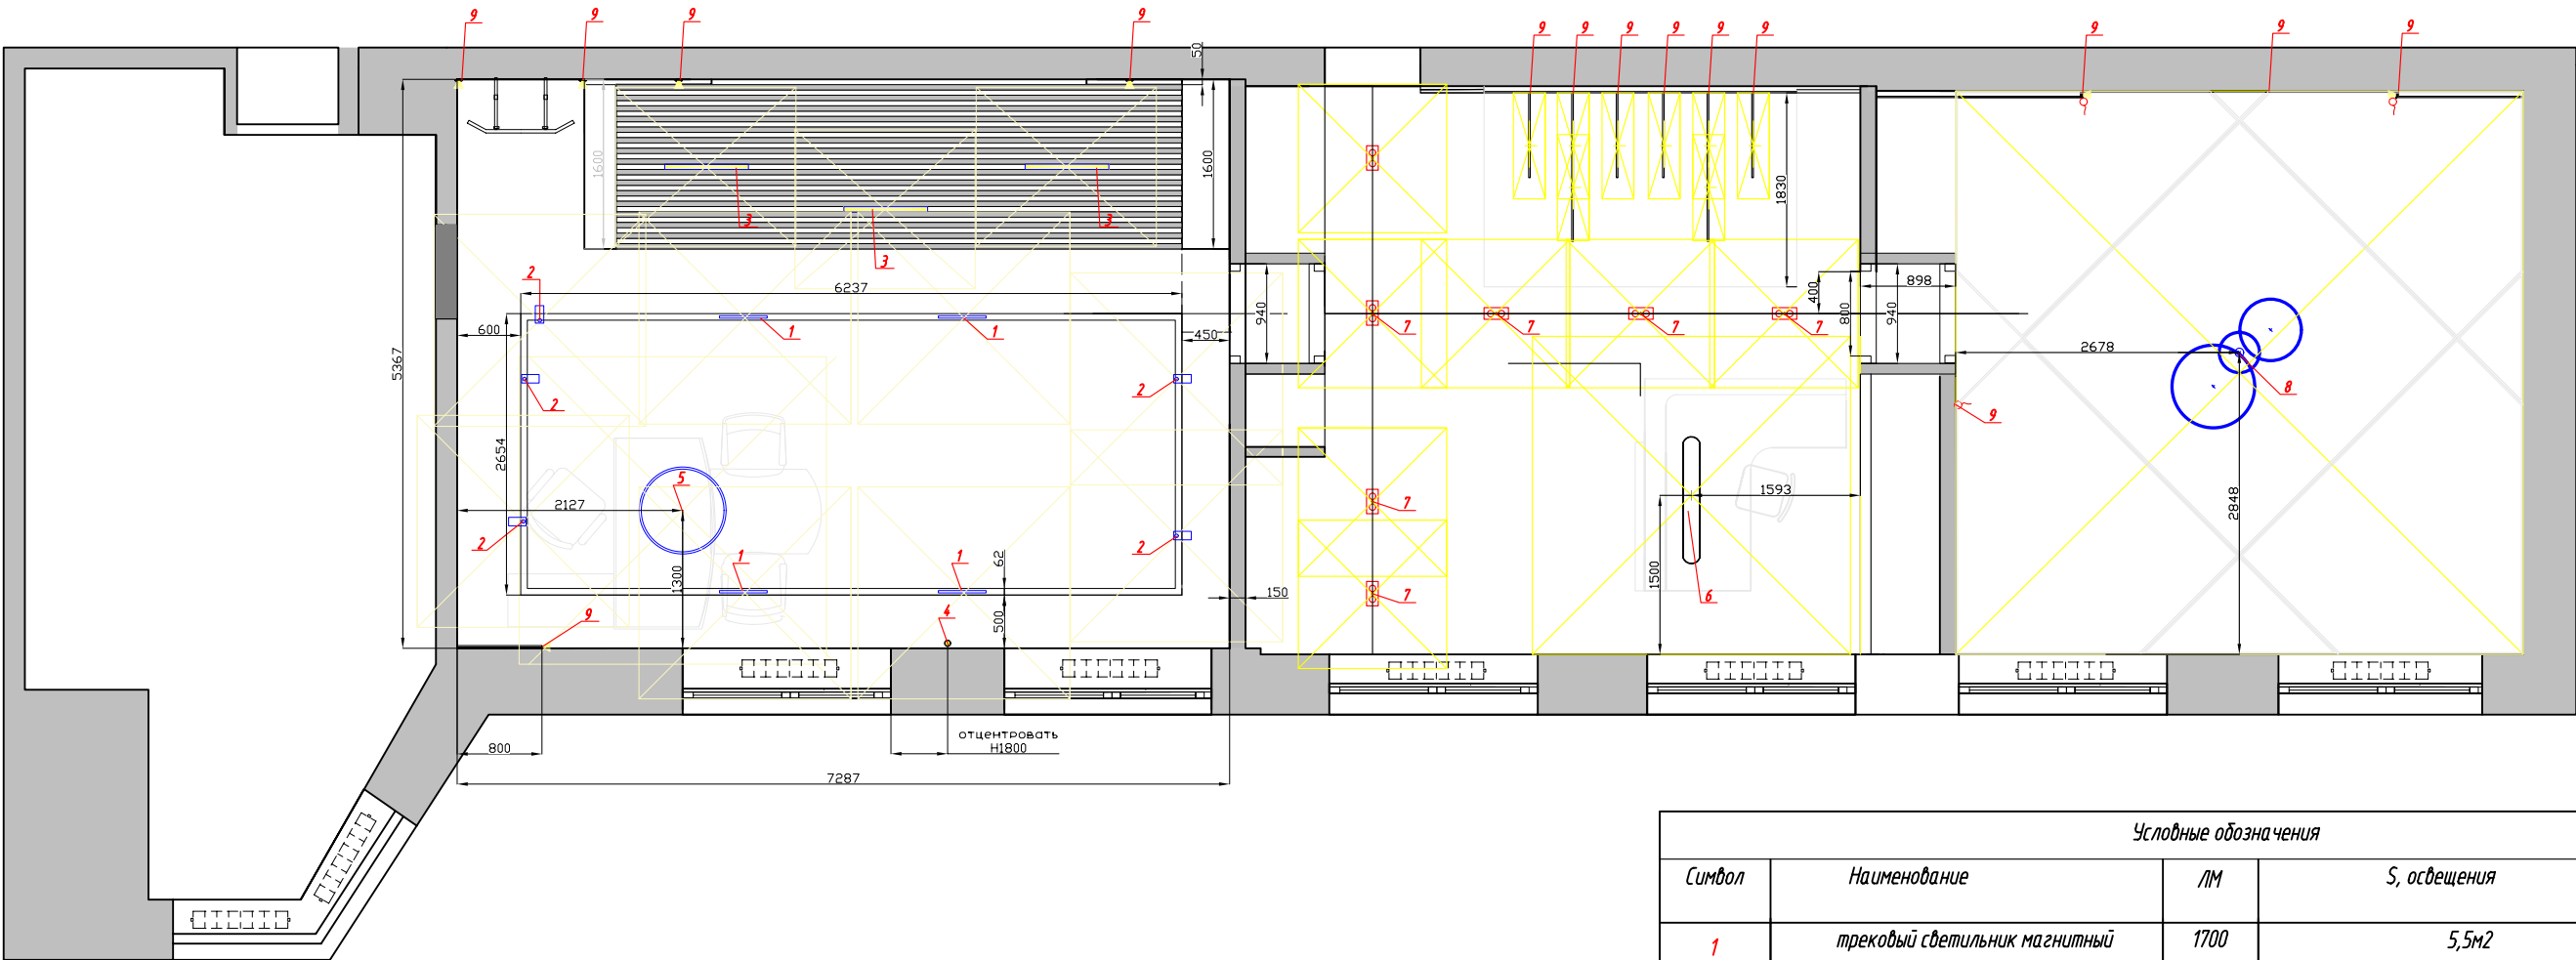 9 9 9 9 9 9 9 9 9 9 9 9 9
50
1600 1600 1830
3 3
3
2 6237 400 898
940 800 940
600 1 1 450 7 7 7 7
5367 2678
2 2 8
9
2654
5 1593
2127 7 2848
2 2
1 1 62
1300 1500
150 7 6
500
9 4
отцентровать
800 H1800
7287
Условные обозначения
Символ Наименование ЛМ S, освещения
1 трековый светильник магнитный 1700 5,5м2